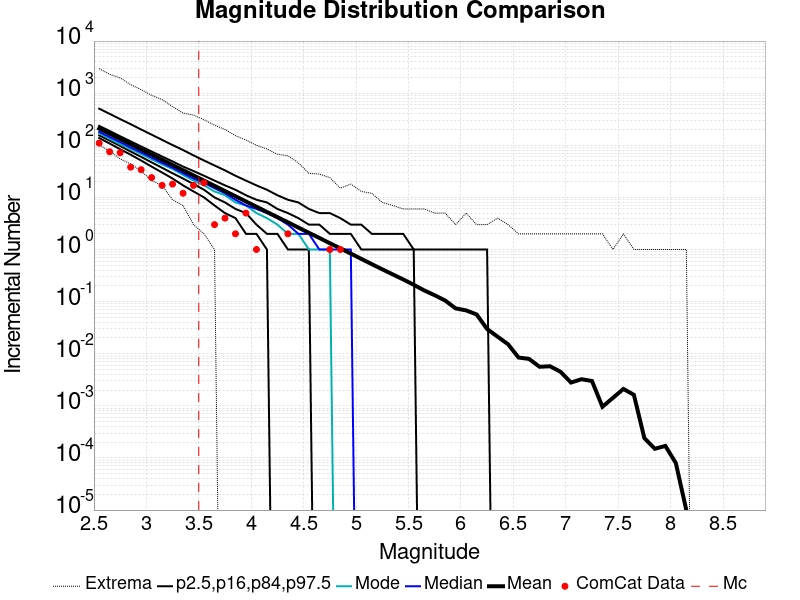 Magnitude Distribution Comparison
10^4
10^3
10^2
10^1
10^0
10^-1
10^-2
10^-3
10^-4
10^-5
Incremental Number
2.5 3 3.5 4 4.5 5 5.5 6 6.5 7 7.5 8 8.5
Magnitude
Extrema p2.5,p16,p84,p97.5 Mode Median Mean ComCat Data Mc